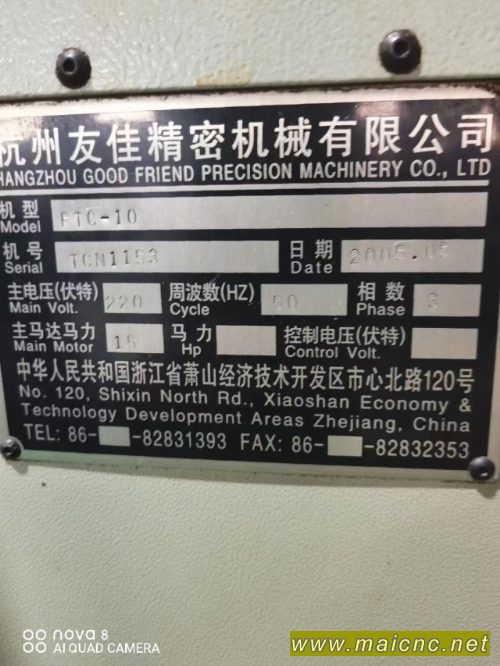 杭州友佳精密机械有限公司
HANGZHOU GOOD FRIEND PRECISION MACHINERY CO., LTD
机型 Model FTC-10
机号 Serial TCN1153 日期 Date 2005.05
主电压(伏特) Main Volt. 220 周波数(HZ) Cycle 50 相数 Phase 3
主马达马力 Main Motor 15 马力 Hp 控制电压(伏特) Control Volt.
中华人民共和国浙江省萧山经济技术开发区市心北路120号
No. 120, Shixin North Rd., Xiaoshan Economy &
Technology Development Areas Zhejiang, China
TEL: 86- -82831393 FAX: 86- -82832353
nova 8
AI QUAD CAMERA
www.maicnc.net